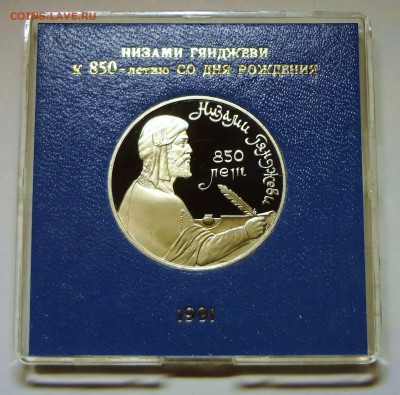 COINS.LAVE.RU
НИЗАМИ ГЯНДЖЕВИ
К 850-летию СО ДНЯ РОЖДЕНИЯ
Низами Гянджеви
850
лет
1991